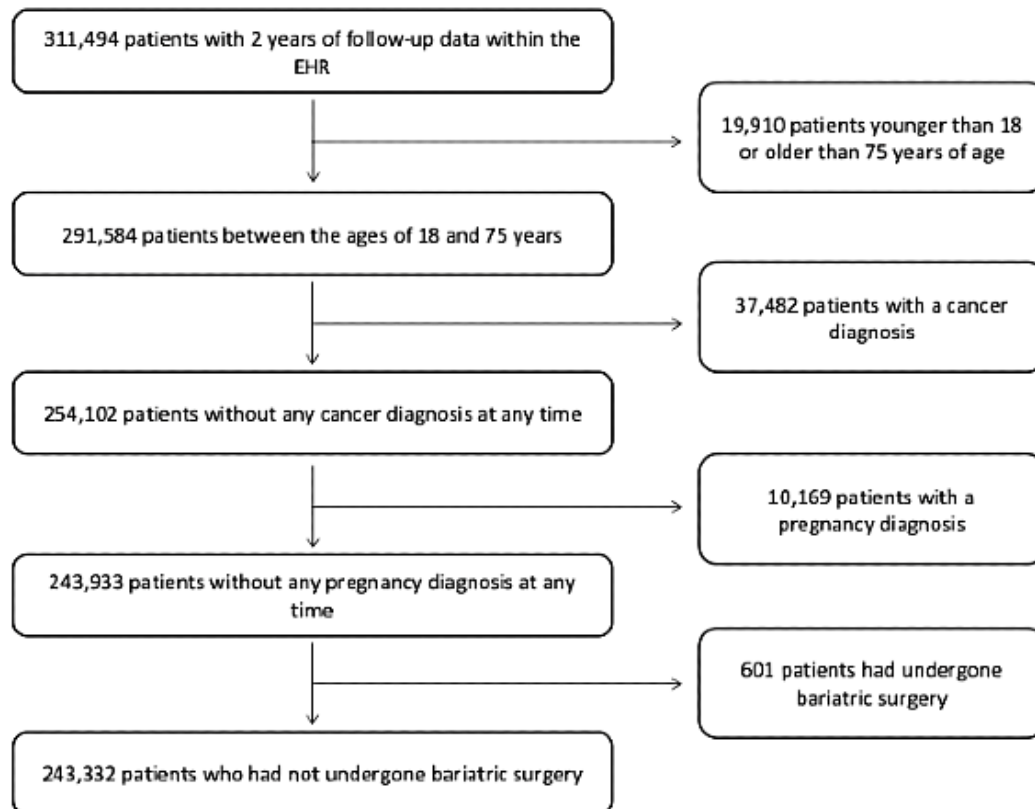 311,494 patients with 2 years of follow-up data within the
EHR
19,910 patients younger than 18
or older than 75 years of age
291,584 patients between the ages of 18 and 75 years
37,482 patients with a cancer
diagnosis
254,102 patients without any cancer diagnosis at any time
10,169 patients with a
pregnancy diagnosis
243,933 patients without any pregnancy diagnosis at any
time
601 patients had undergone
bariatric surgery
243,332 patients who had not undergone bariatric surgery